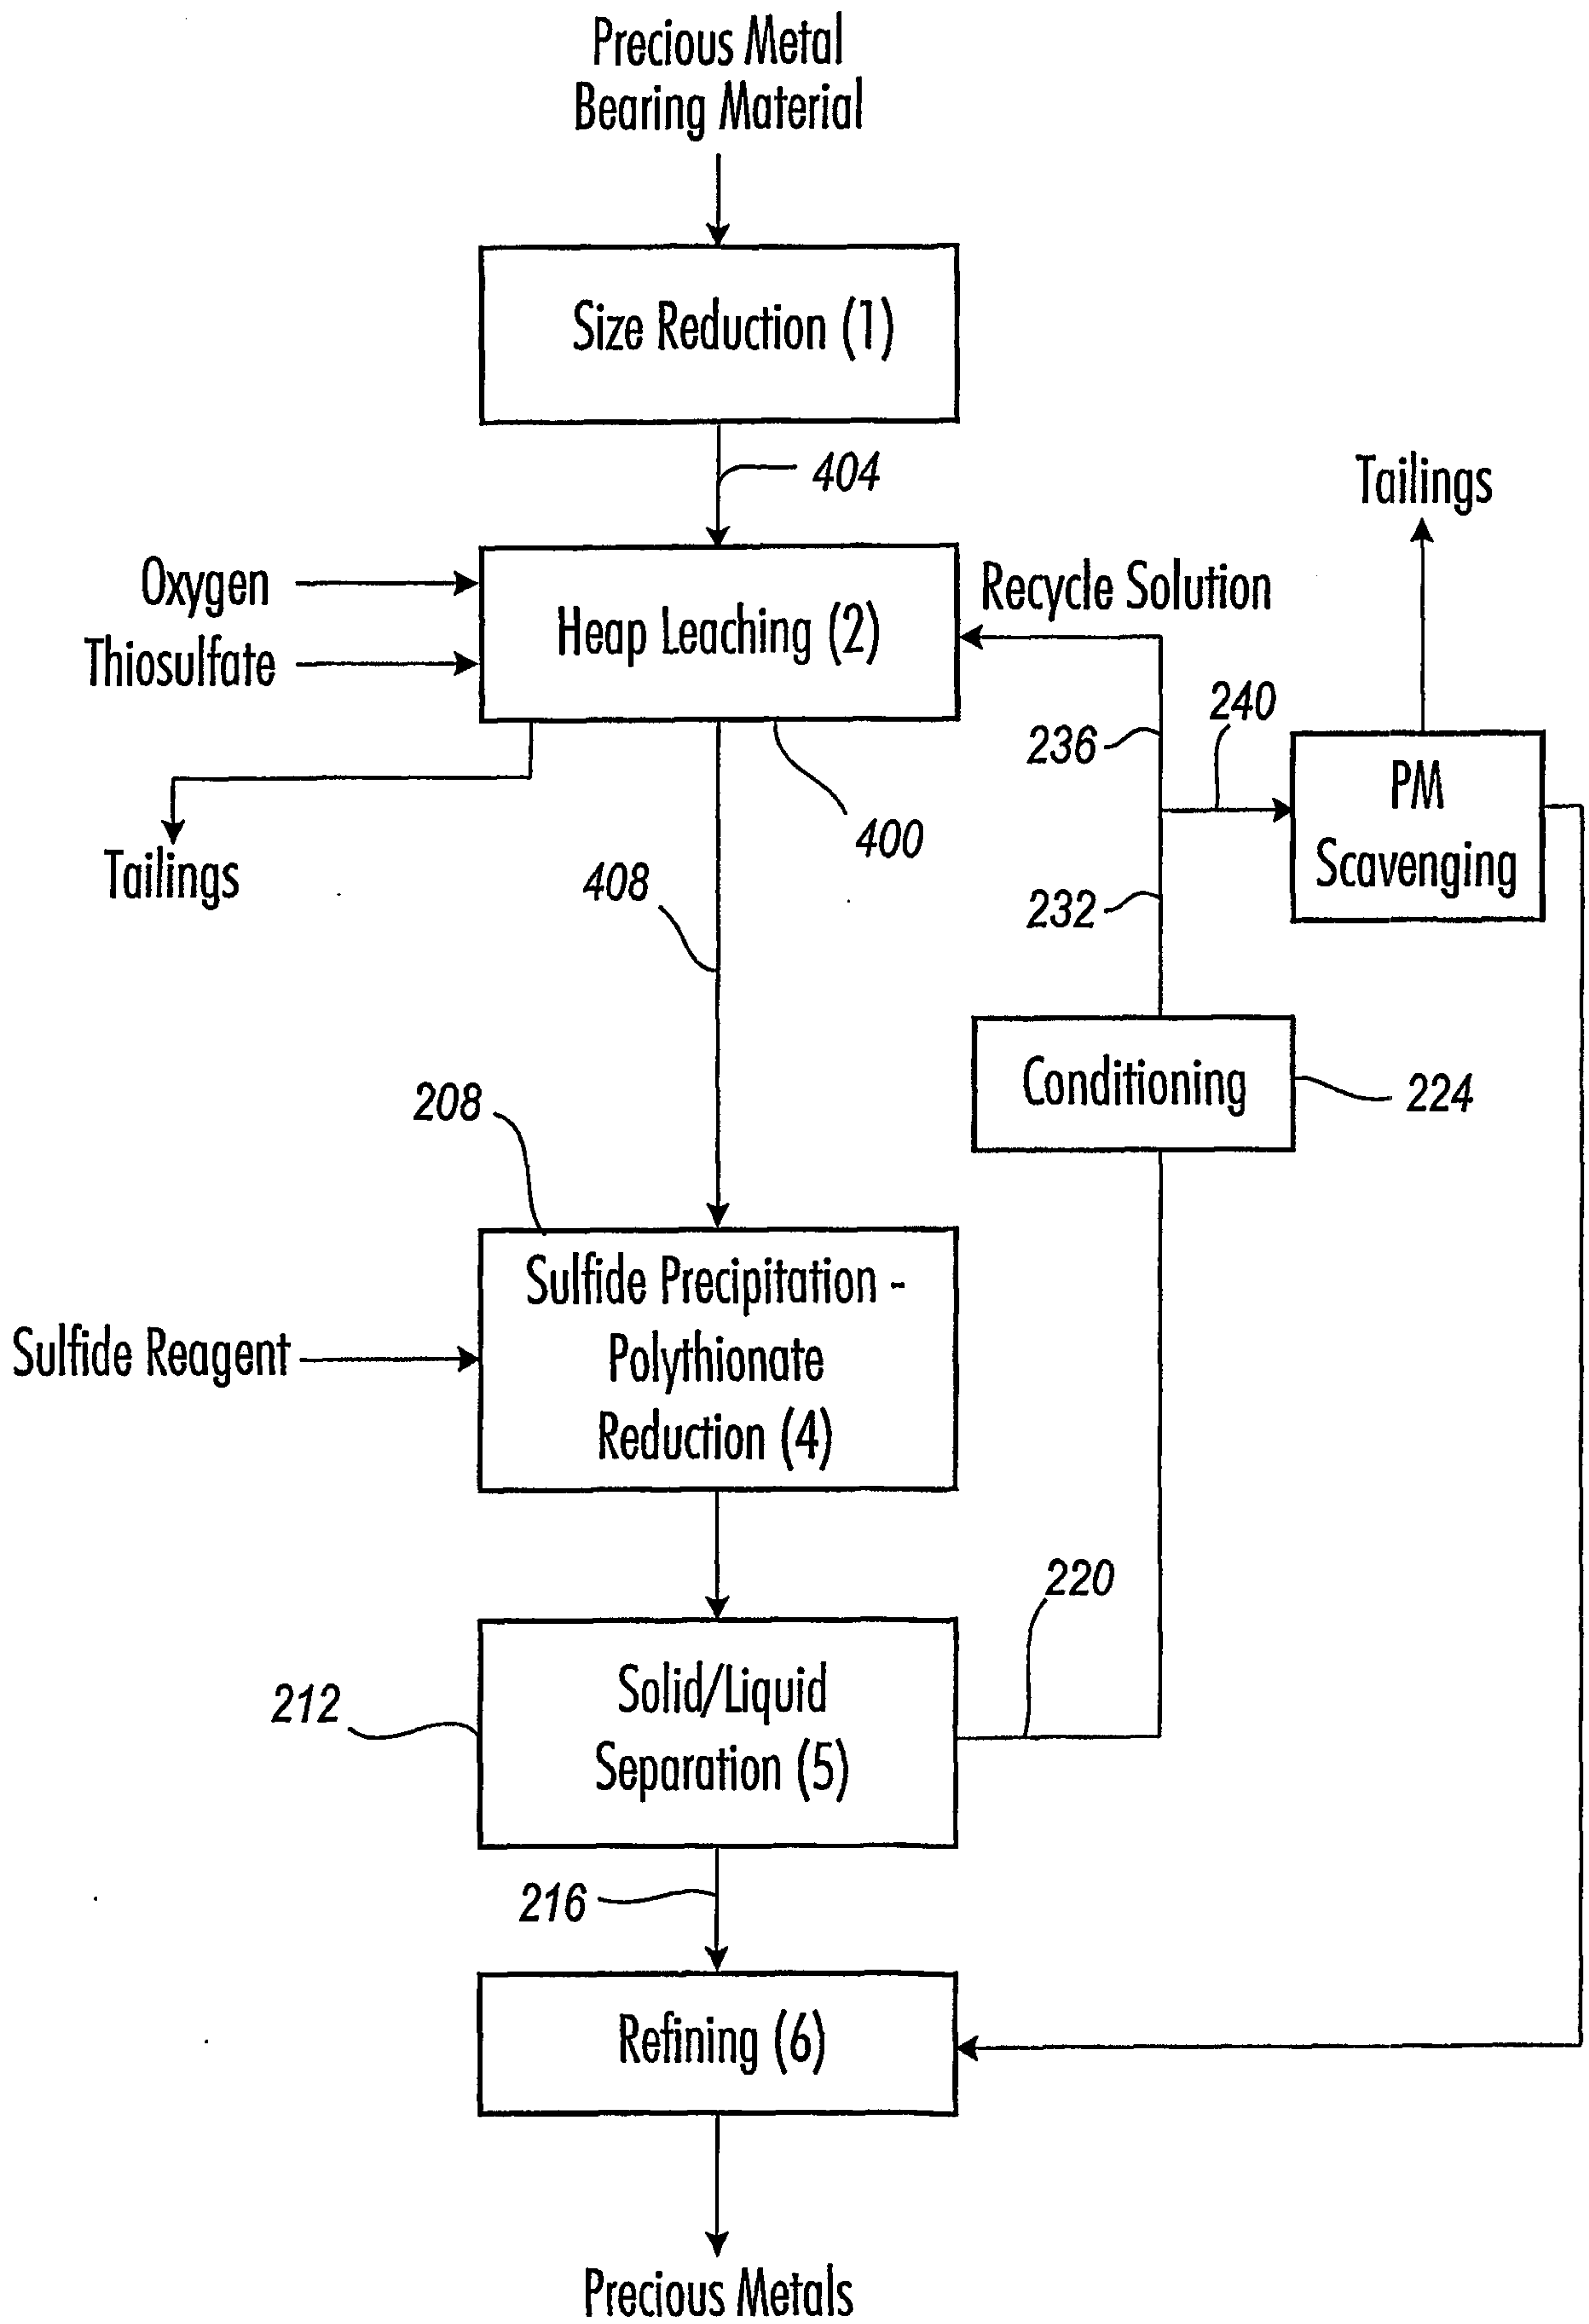 Precious Metal
Bearing Material
Size Reduction (1)
404
Tailings
Oxygen
Thiosulfate
Heap Leaching (2)
Recycle Solution
240
236
PM
Scavenging
400
Tailings
408
232
Conditioning
224
208
Sulfide Precipitation -
Polythionate
Reduction (4)
Sulfide Reagent
220
212
Solid/Liquid
Separation (5)
216
Refining (6)
Precious Metals